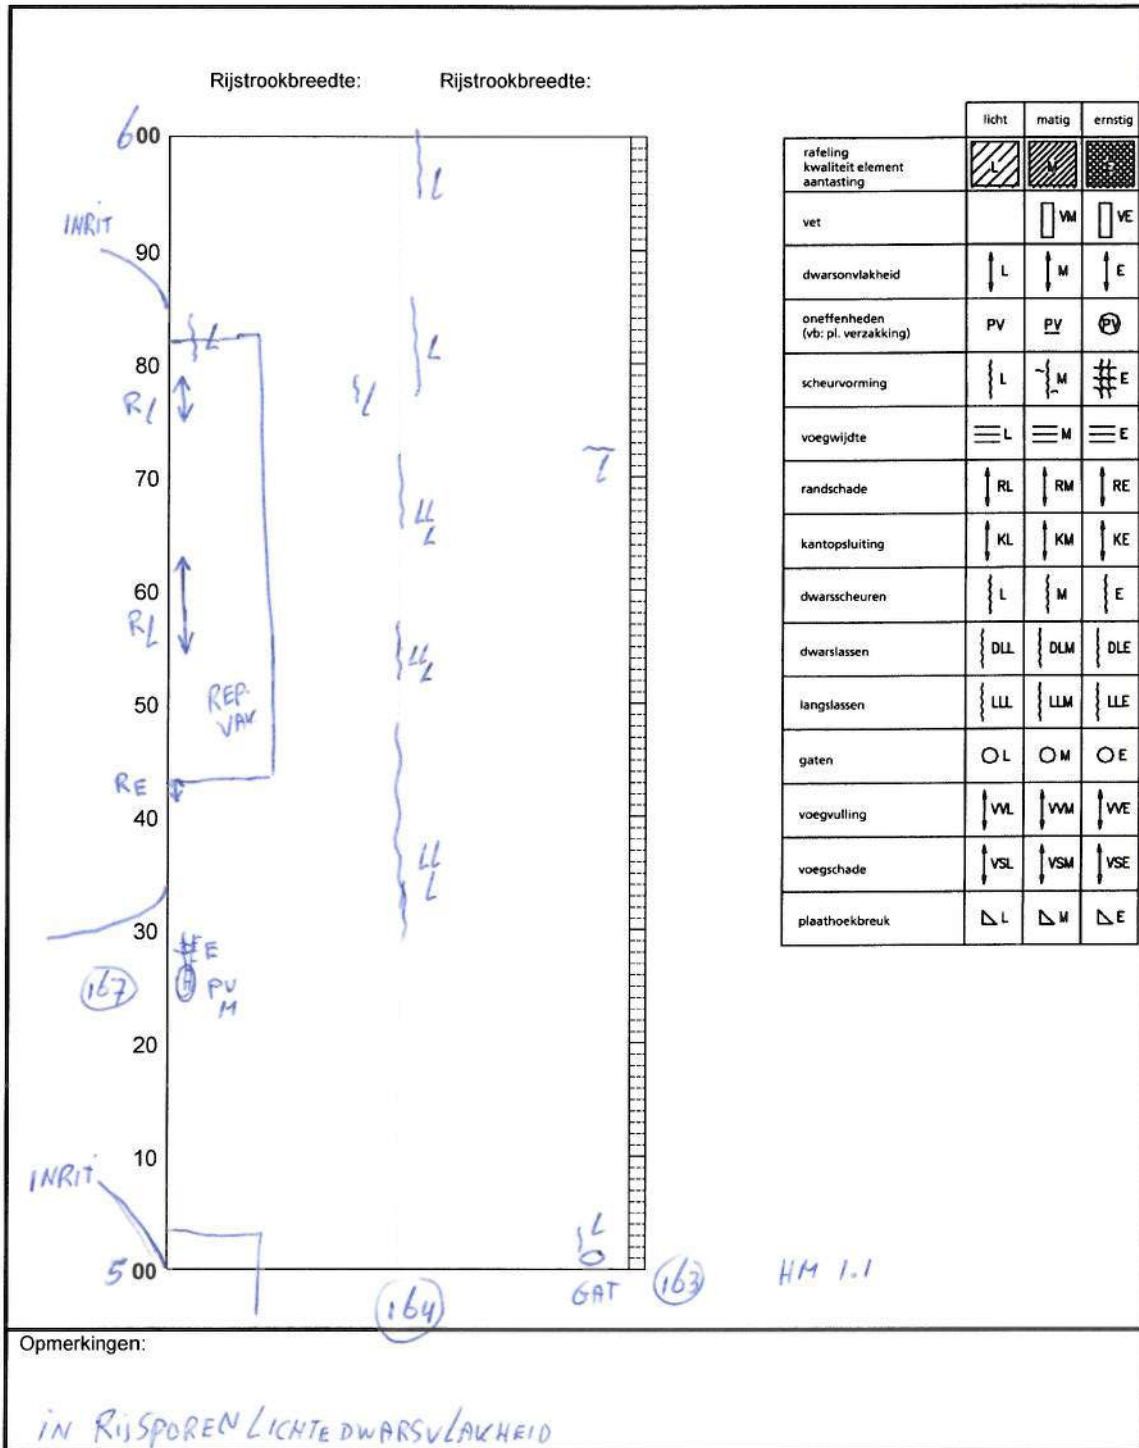 Rijstrookbreedte: Rijstrookbreedte:
600
L
INRIT
90
L
L
80
RL
L
L
70
LL
L
60
RL
LL
L
REP.
VAK
50
RE
40
LL
L
30
E
167
PV
M
20
10
INRIT
L
500
GAT
163
164
HM 1.1
licht matig ernstig
rafeling
kwaliteit element
aantasting
L M E
vet VM VE
dwarsonvlakheid L M E
oneffenheden
(vb: pl. verzakking)
PV PV PV
scheurvorming L M E
voegwijdte L M E
randschade RL RM RE
kantopsluiting KL KM KE
dwarsscheuren L M E
dwarslassen DLL DLM DLE
langslassen LLL LLM LLE
gaten L M E
voegvulling VVL VVM VVE
voegschade VSL VSM VSE
plaathoekbreuk L M E
Opmerkingen:
IN RIJSPOREN LICHTE DWARSVLAKHEID